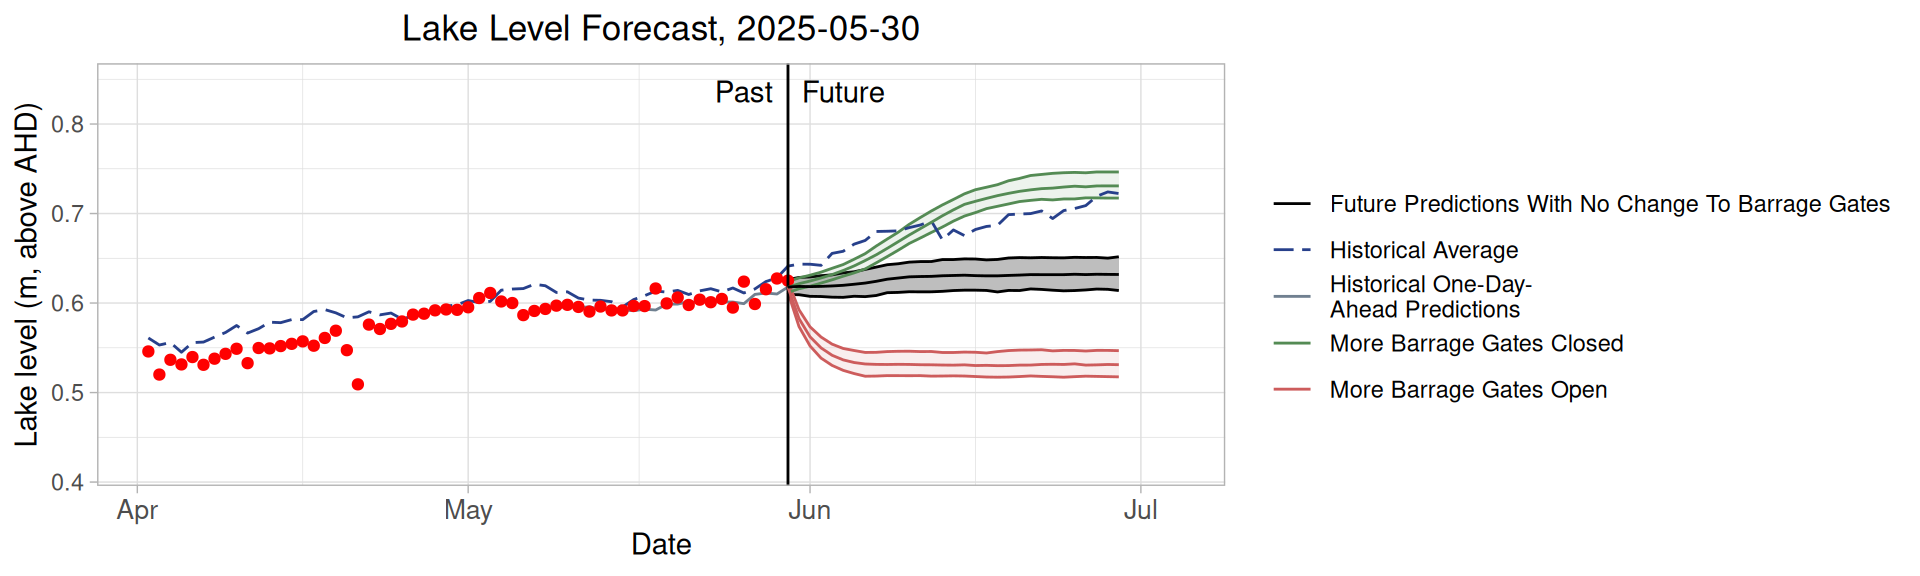 Lake Level Forecast, 2025-05-30
Past
Future
Lake level (m, above AHD)
0.8
0.7
0.6
0.5
0.4
Apr
May
Jun
Jul
Date
Future Predictions With No Change To Barrage Gates
Historical Average
Historical One-Day-
Ahead Predictions
More Barrage Gates Closed
More Barrage Gates Open